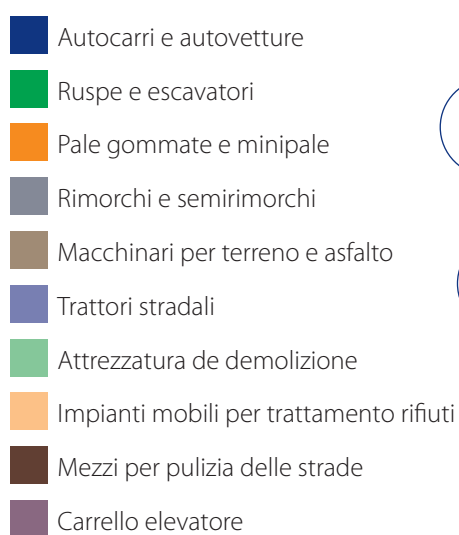 Autocarri e autovetture
Ruspe e escavatori
Pale gommate e minipale
Rimorchi e semirimorchi
Macchinari per terreno e asfalto
Trattori stradali
Attrezzatura de demolizione
Impianti mobili per trattamento rifiuti
Mezzi per pulizia delle strade
Carrello elevatore